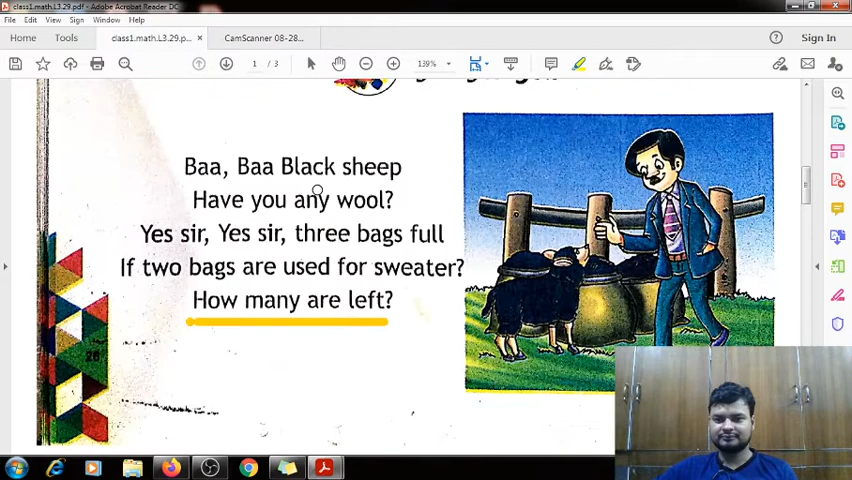 class1.math.L3.29.pdf - Adobe Acrobat Reader DC
File Edit View Sign Window Help
Home Tools class1.math.L3.29.p... × CamScanner 08-28... Sign In
1 / 3 139%
Baa, Baa Black sheep
Have you any wool?
Yes sir, Yes sir, three bags full
If two bags are used for sweater?
How many are left?
26